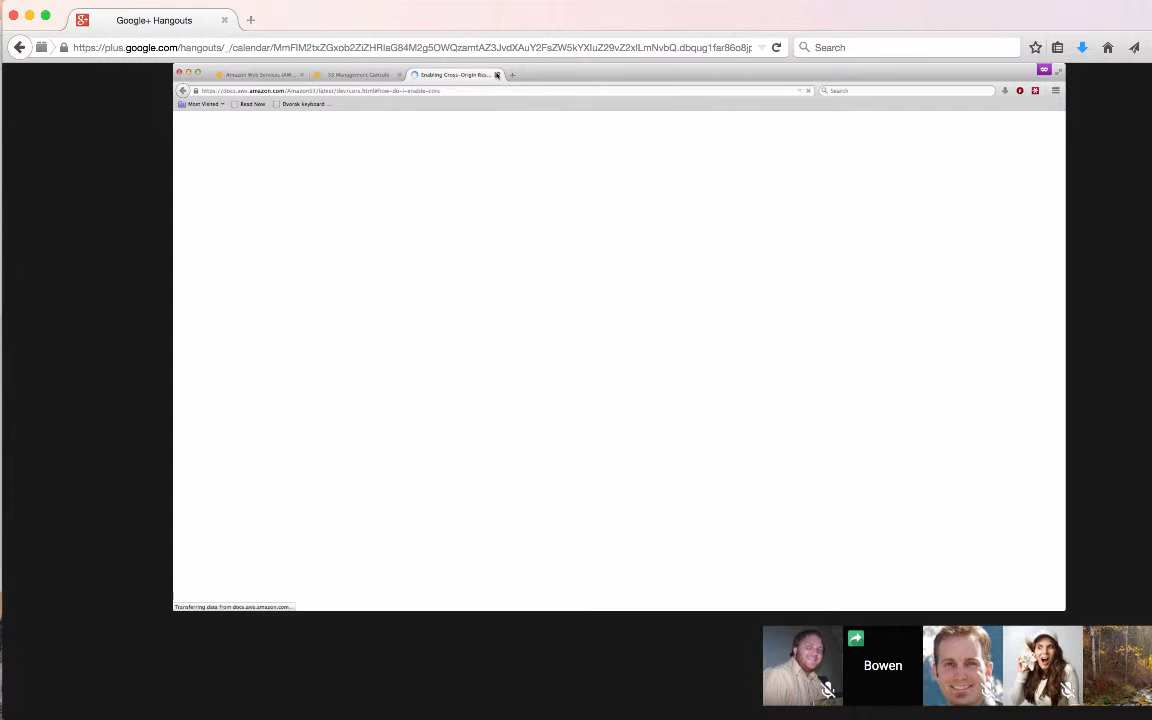 Google+ Hangouts
https://plus.google.com/hangouts/_/calendar/
Search
Amazon Web Services (AW...
S3 Management Console
Enabling Cross-Origin Res...
https://docs.aws.amazon.com/AmazonS3/latest/dev/cors.html#how-do-i-enable-cors
Search
Most Visited
Read Now
Dvorak keyboard ...
Transferring data from docs.aws.amazon.com...
Bowen